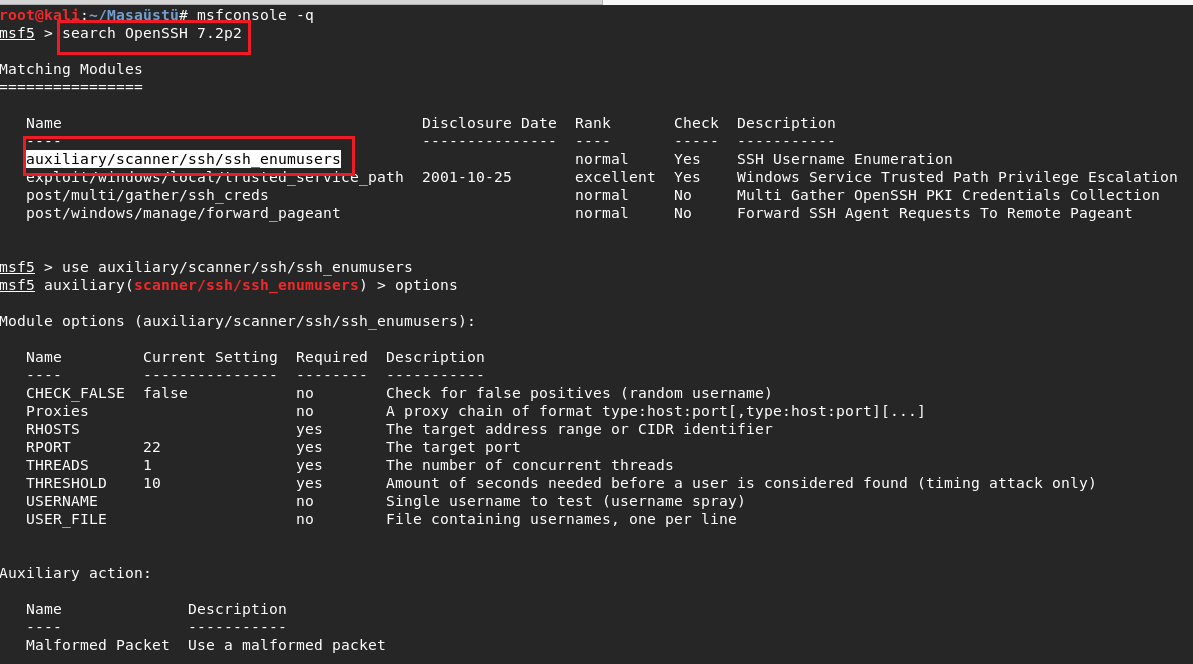 root@kali:~/Masaüstü# msfconsole -q
msf5 > search OpenSSH 7.2p2
Matching Modules
================
Name Disclosure Date Rank Check Description
---- --------------- ---- ----- -----------
auxiliary/scanner/ssh/ssh_enumusers normal Yes SSH Username Enumeration
exploit/windows/local/trusted_service_path 2001-10-25 excellent Yes Windows Service Trusted Path Privilege Escalation
post/multi/gather/ssh_creds normal No Multi Gather OpenSSH PKI Credentials Collection
post/windows/manage/forward_pageant normal No Forward SSH Agent Requests To Remote Pageant
msf5 > use auxiliary/scanner/ssh/ssh_enumusers
msf5 auxiliary(scanner/ssh/ssh_enumusers) > options
Module options (auxiliary/scanner/ssh/ssh_enumusers):
Name Current Setting Required Description
---- --------------- -------- -----------
CHECK_FALSE false no Check for false positives (random username)
Proxies no A proxy chain of format type:host:port[,type:host:port][...]
RHOSTS yes The target address range or CIDR identifier
RPORT 22 yes The target port
THREADS 1 yes The number of concurrent threads
THRESHOLD 10 yes Amount of seconds needed before a user is considered found (timing attack only)
USERNAME no Single username to test (username spray)
USER_FILE no File containing usernames, one per line
Auxiliary action:
Name Description
---- -----------
Malformed Packet Use a malformed packet